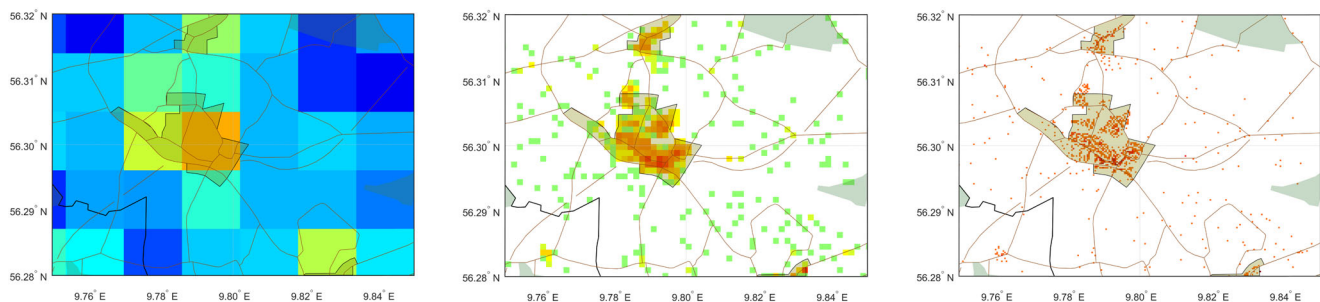 56.32° N
56.31° N
56.30° N
56.29° N
56.28° N
9.76° E
9.78° E
9.80° E
9.82° E
9.84° E
56.32° N
56.31° N
56.30° N
56.29° N
56.28° N
9.76° E
9.78° E
9.80° E
9.82° E
9.84° E
56.32° N
56.31° N
56.30° N
56.29° N
56.28° N
9.76° E
9.78° E
9.80° E
9.82° E
9.84° E